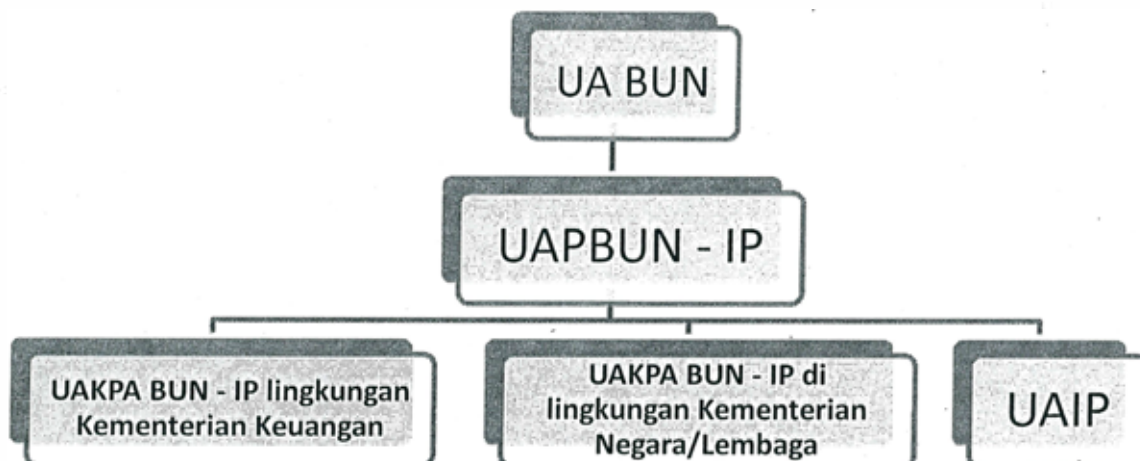 UA BUN
UAPBUN - IP
UAKPA BUN - IP lingkungan
Kementerian Keuangan
UAKPA BUN - IP di
lingkungan Kementerian
Negara/Lembaga
UAIP